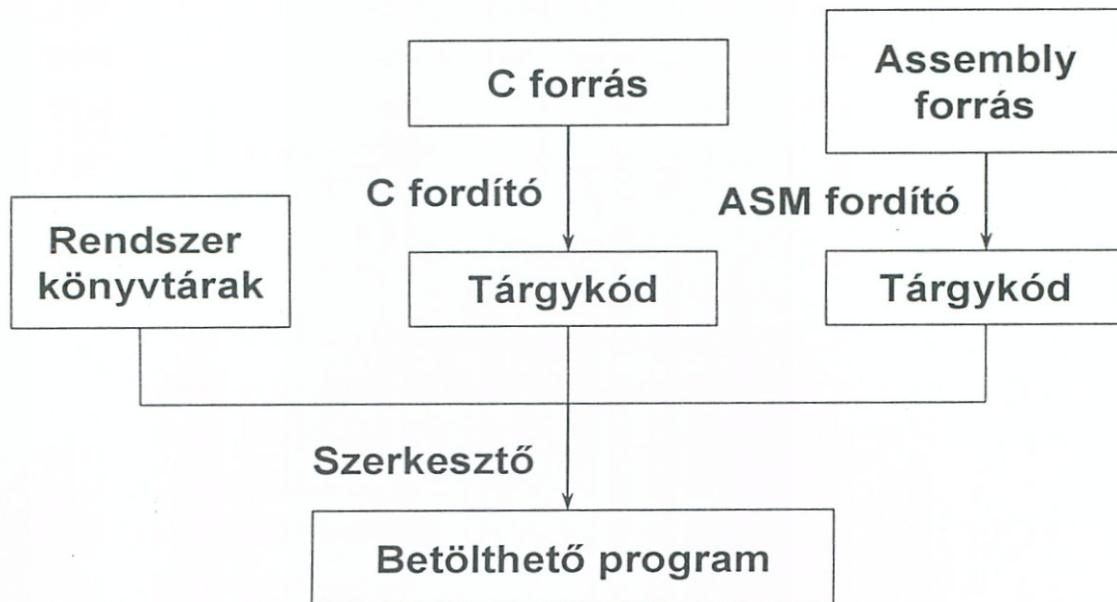 C forrás
Assembly
forrás
C fordító
ASM fordító
Rendszer
könyvtárak
Tárgykód
Tárgykód
Szerkesztő
Betölthető program